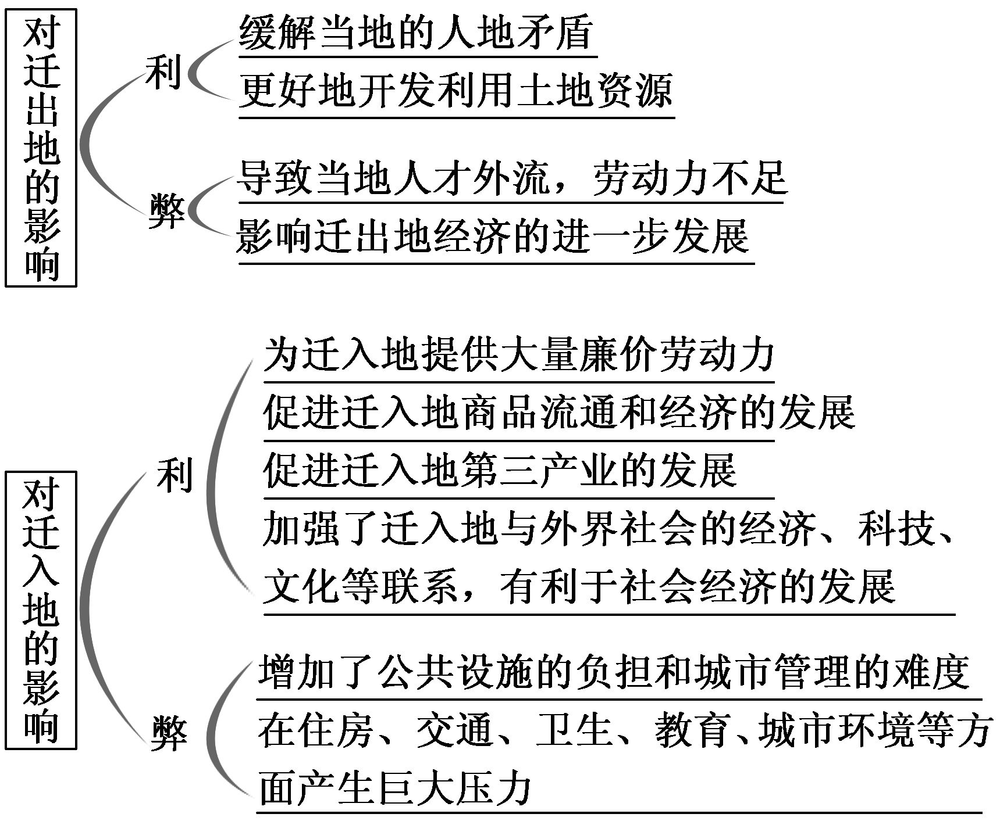 对迁出地的影响
利
缓解当地的人地矛盾
更好地开发利用土地资源
弊
导致当地人才外流，劳动力不足
影响迁出地经济的进一步发展
对迁入地的影响
利
为迁入地提供大量廉价劳动力
促进迁入地商品流通和经济的发展
促进迁入地第三产业的发展
加强了迁入地与外界社会的经济、科技、
文化等联系，有利于社会经济的发展
弊
增加了公共设施的负担和城市管理的难度
在住房、交通、卫生、教育、城市环境等方
面产生巨大压力